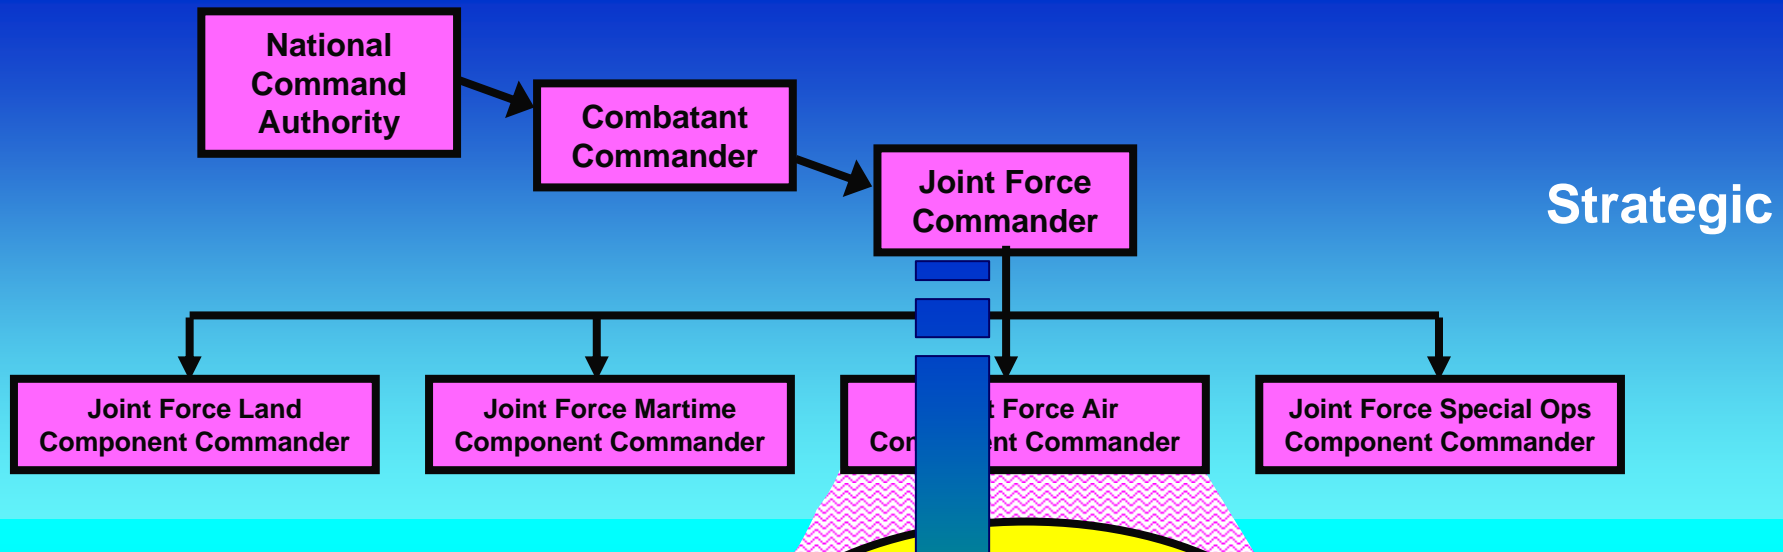 National
Command
Authority
Combatant
Commander
Joint Force
Commander
Strategic
Joint Force Land
Component Commander
Joint Force Martime
Component Commander
Force Air
Commander
Joint Force Special Ops
Component Commander